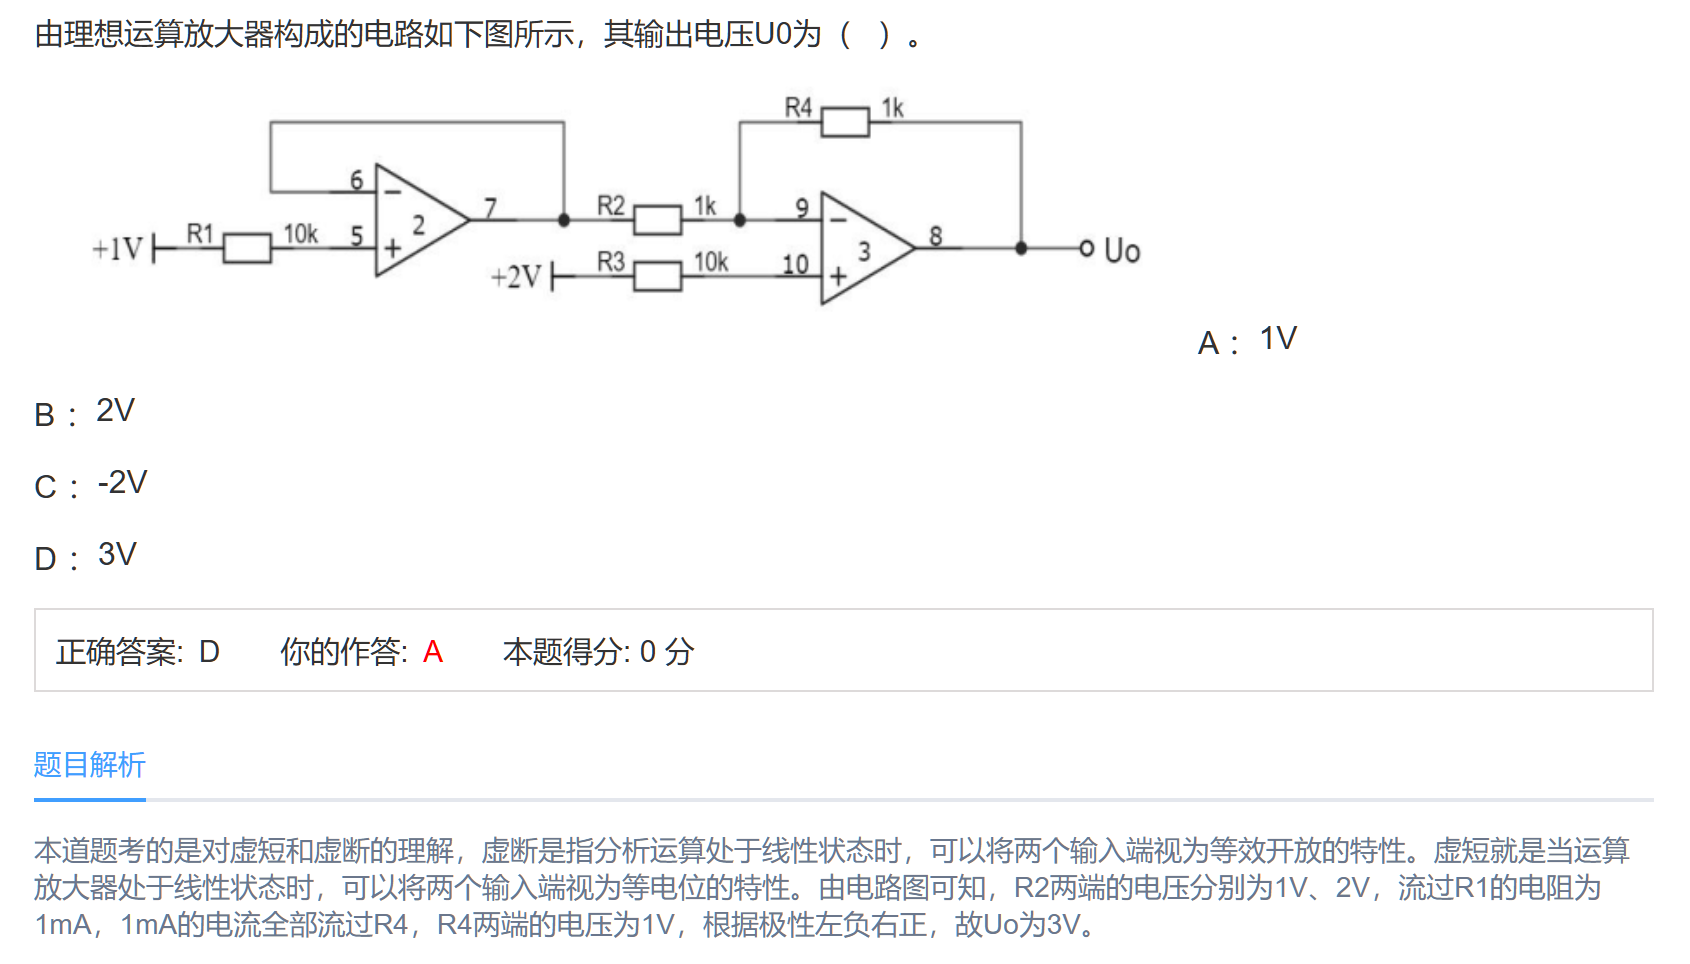 由理想运算放大器构成的电路如下图所示，其输出电压U0为（　）。
R4 1k
6
7 R2 1k 9
+1V R1 10k 5 2
8
+2V R3 10k 10 3 Uo
- + - +
A： 1V
B： 2V
C： -2V
D： 3V
正确答案: D 你的作答: A 本题得分: 0 分
题目解析
本道题考的是对虚短和虚断的理解，虚断是指分析运算处于线性状态时，可以将两个输入端视为等效开放的特性。虚短就是当运算
放大器处于线性状态时，可以将两个输入端视为等电位的特性。由电路图可知，R2两端的电压分别为1V、2V，流过R1的电阻为
1mA，1mA的电流全部流过R4，R4两端的电压为1V，根据极性左负右正，故Uo为3V。